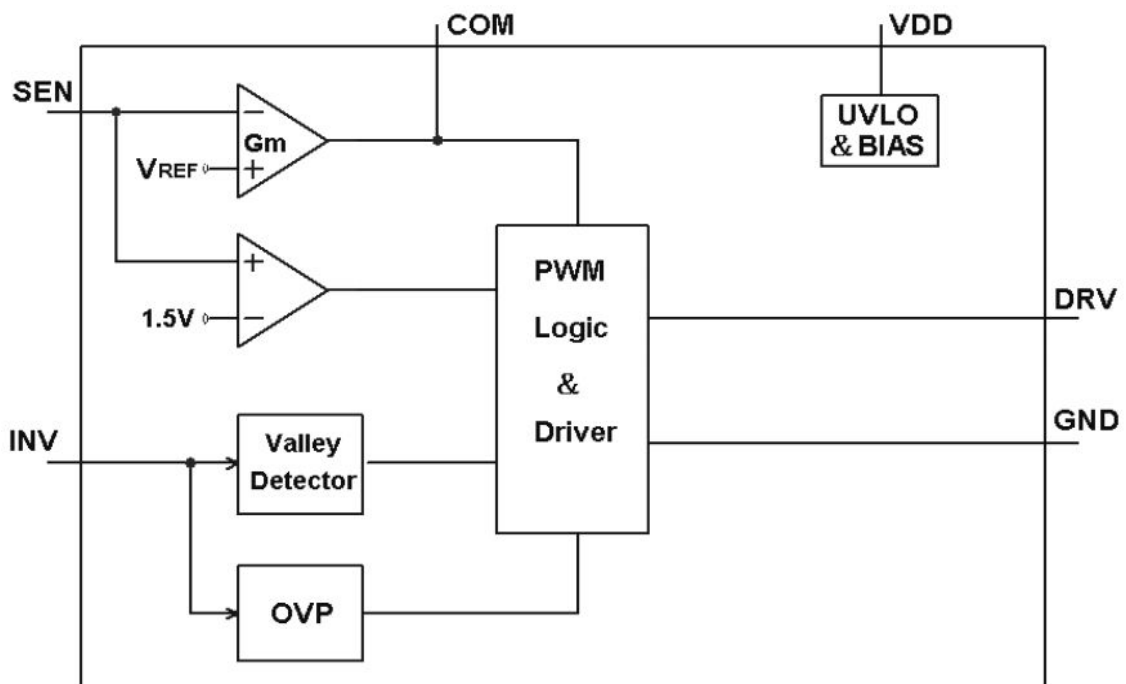 COM
VDD
SEN
−
Gm
VREF
+
UVLO
& BIAS
+
1.5V
−
PWM
Logic
&
Driver
DRV
GND
INV
Valley
Detector
OVP